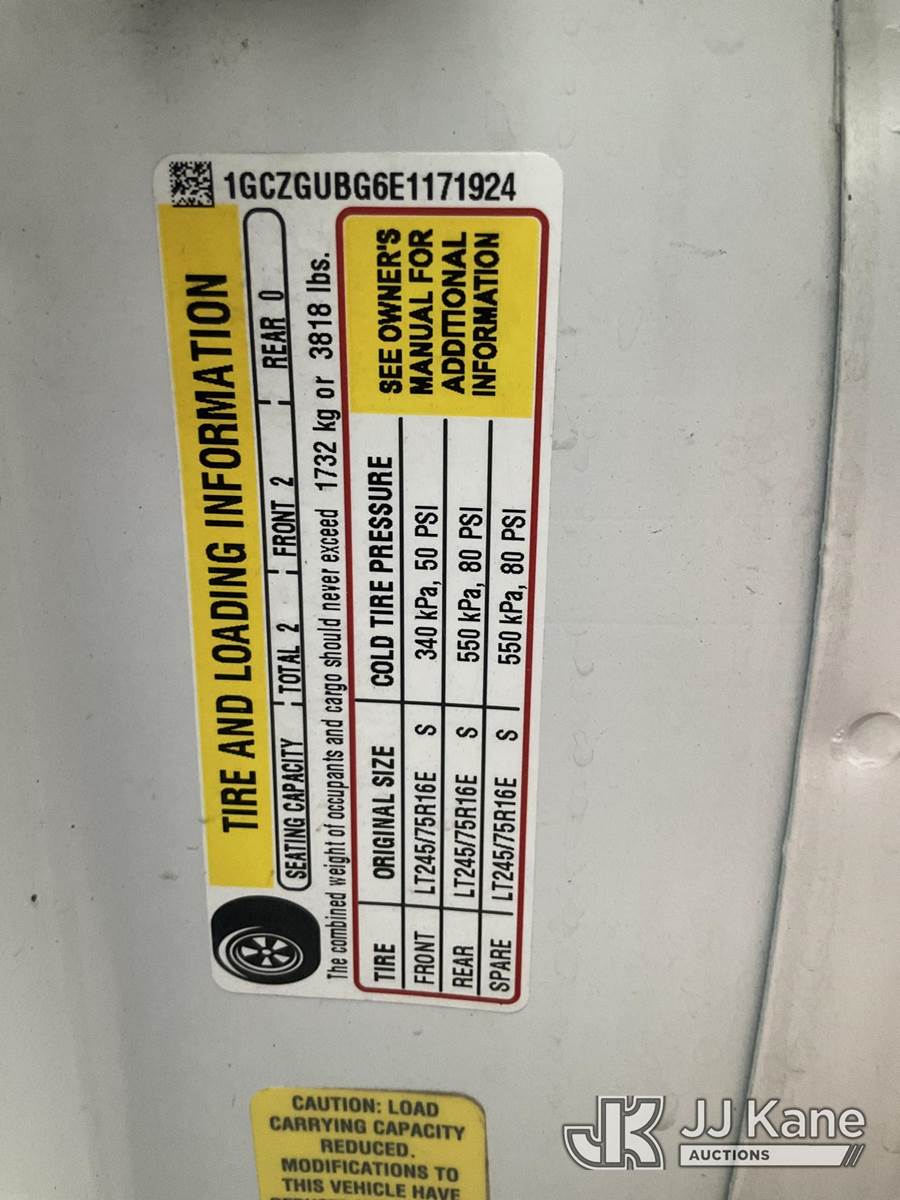 1GCZGUBG6E1171924
TIRE AND LOADING INFORMATION
SEATING CAPACITY TOTAL 2 FRONT 2 REAR 0
The combined weight of occupants and cargo should never exceed 1732 kg or 3818 lbs.
TIRE ORIGINAL SIZE COLD TIRE PRESSURE
FRONT LT245/75R16E S 340 kPa, 50 PSI
REAR LT245/75R16E S 550 kPa, 80 PSI
SPARE LT245/75R16E S 550 kPa, 80 PSI
SEE OWNER'S
MANUAL FOR
ADDITIONAL
INFORMATION
CAUTION: LOAD
CARRYING CAPACITY
REDUCED.
MODIFICATIONS TO
THIS VEHICLE HAVE
JK JJ Kane
AUCTIONS